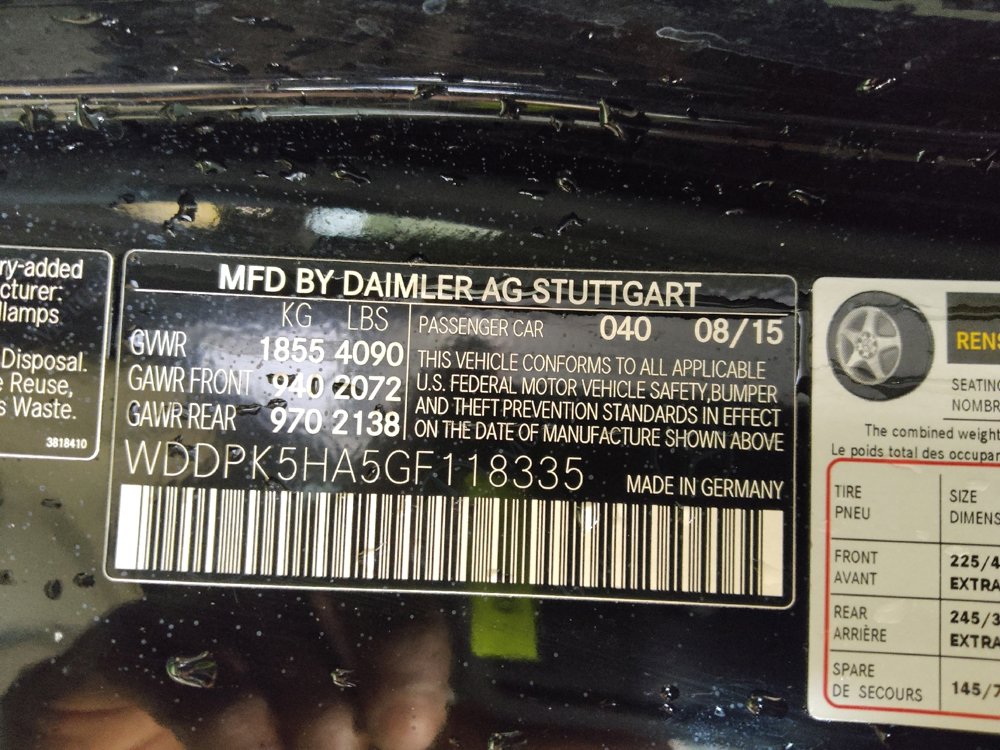 ry-added
cturer:
llamps
Disposal.
e Reuse,
s Waste.
3818410
MFD BY DAIMLER AG STUTTGART
KG LBS
GVWR 1855 4090
GAWR FRONT 940 2072
GAWR REAR 970 2138
PASSENGER CAR 040 08/15
THIS VEHICLE CONFORMS TO ALL APPLICABLE
U.S. FEDERAL MOTOR VEHICLE SAFETY,BUMPER
AND THEFT PREVENTION STANDARDS IN EFFECT
ON THE DATE OF MANUFACTURE SHOWN ABOVE
WDDPK5HA5GF118335
MADE IN GERMANY
RENS
SEATIN
NOMBR
The combined weight
Le poids total des occupan
TIRE SIZE
PNEU DIMENS
FRONT 225/4
AVANT EXTRA
REAR 245/3
ARRIÈRE EXTRA
SPARE
DE SECOURS 145/7